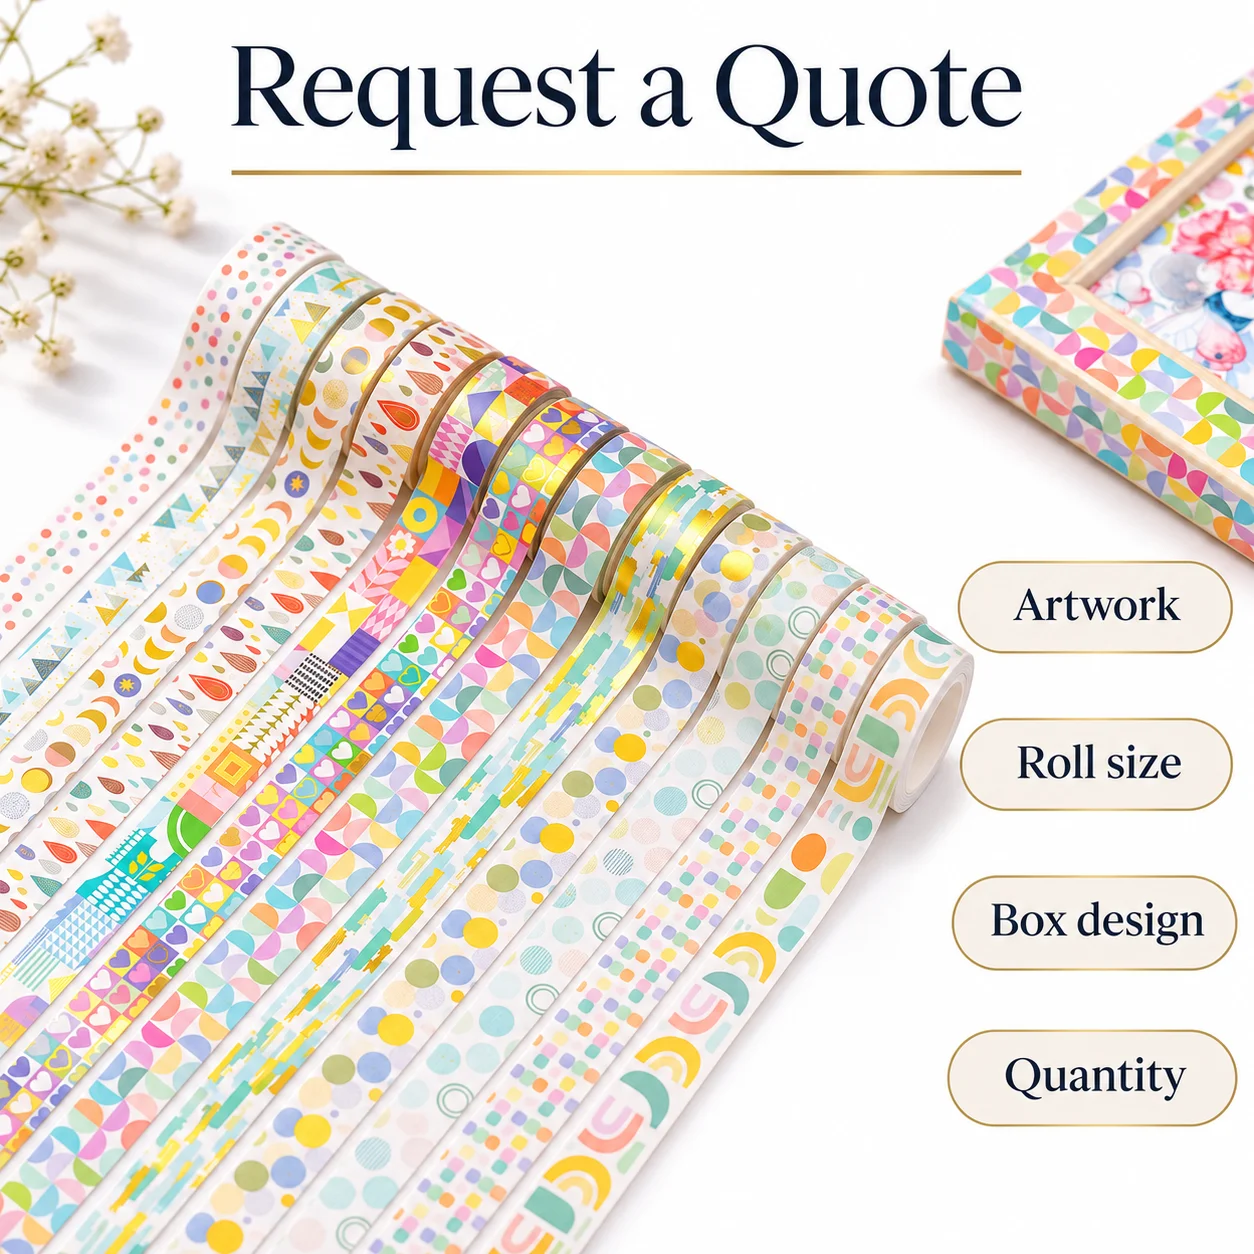 Request a Quote
Artwork
Roll size
Box design
Quantity